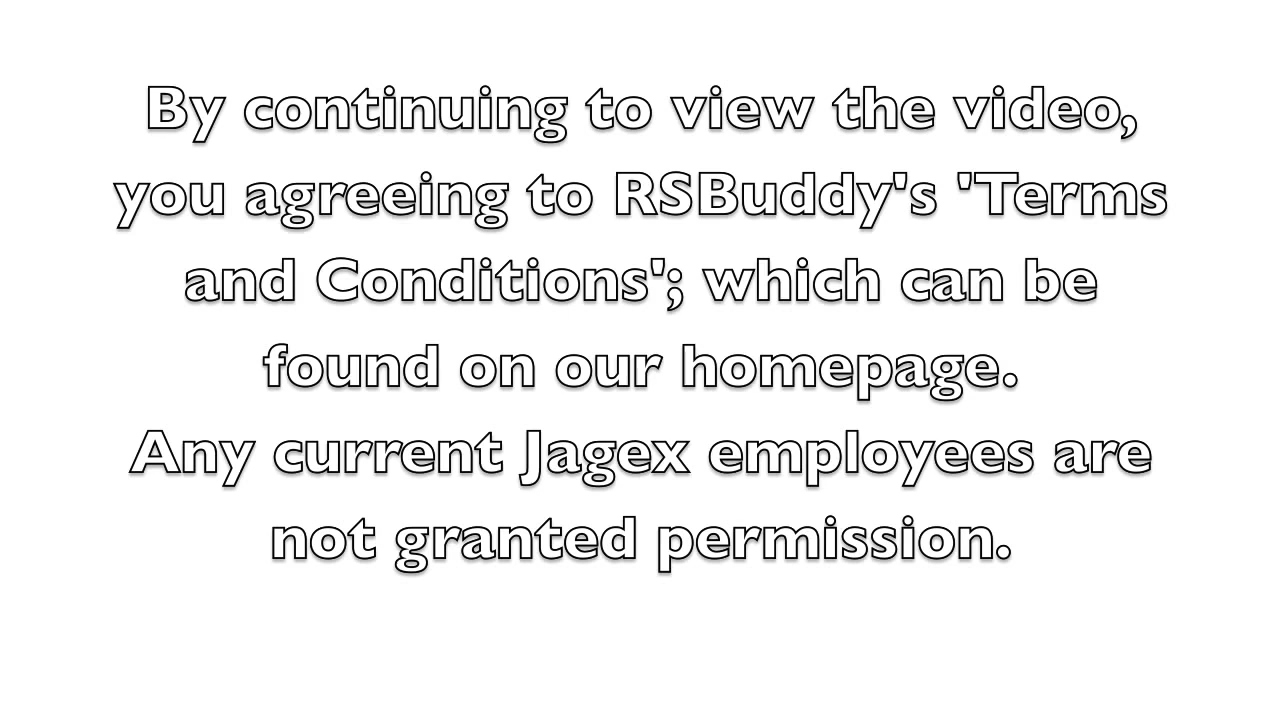 By continuing to view the video,
you agreeing to RSBuddy's 'Terms
and Conditions'; which can be
found on our homepage.
Any current Jagex employees are
not granted permission.